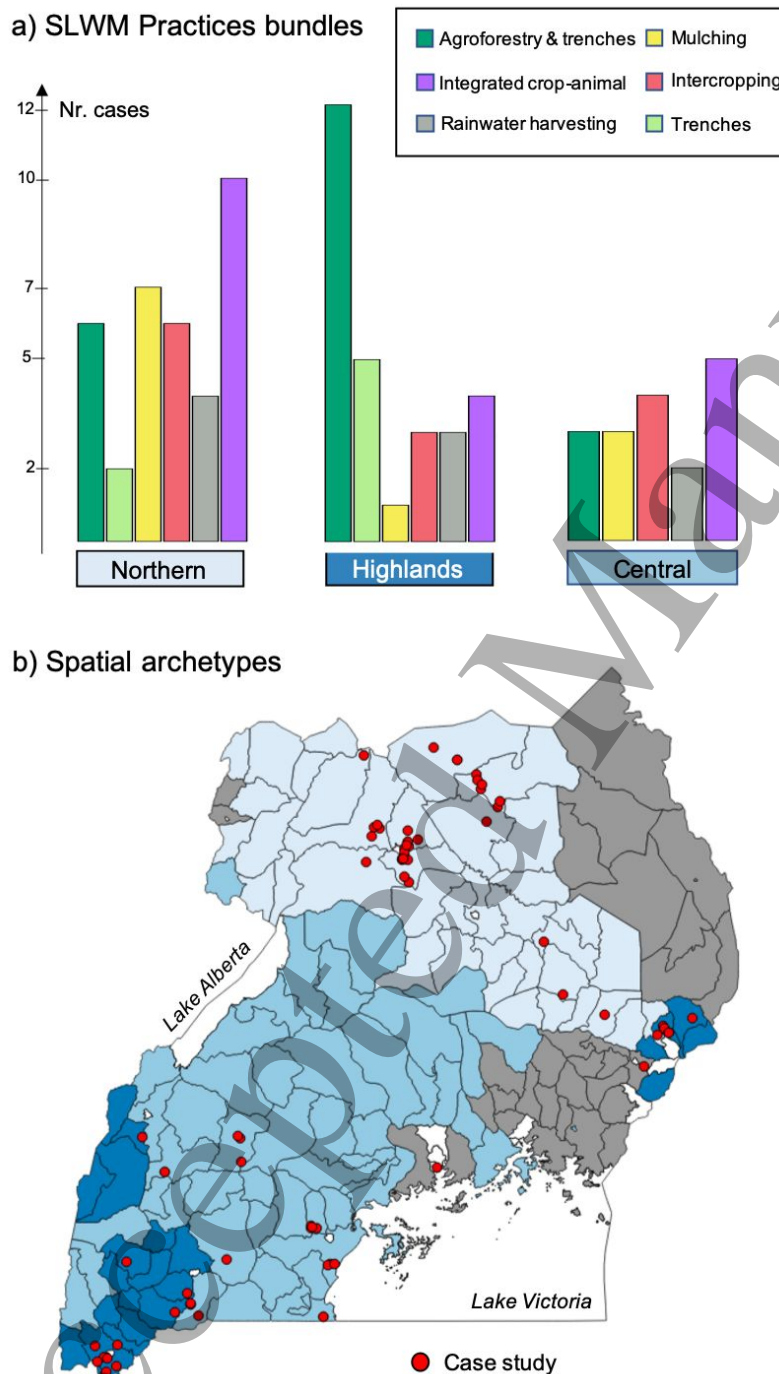 a) SLWM Practices bundles
Agroforestry & trenches
Mulching
Integrated crop-animal
Intercropping
Rainwater harvesting
Trenches
Nr. cases
12
10
7
5
2
Northern
Highlands
Central
b) Spatial archetypes
Lake Alberta
Lake Victoria
Case study